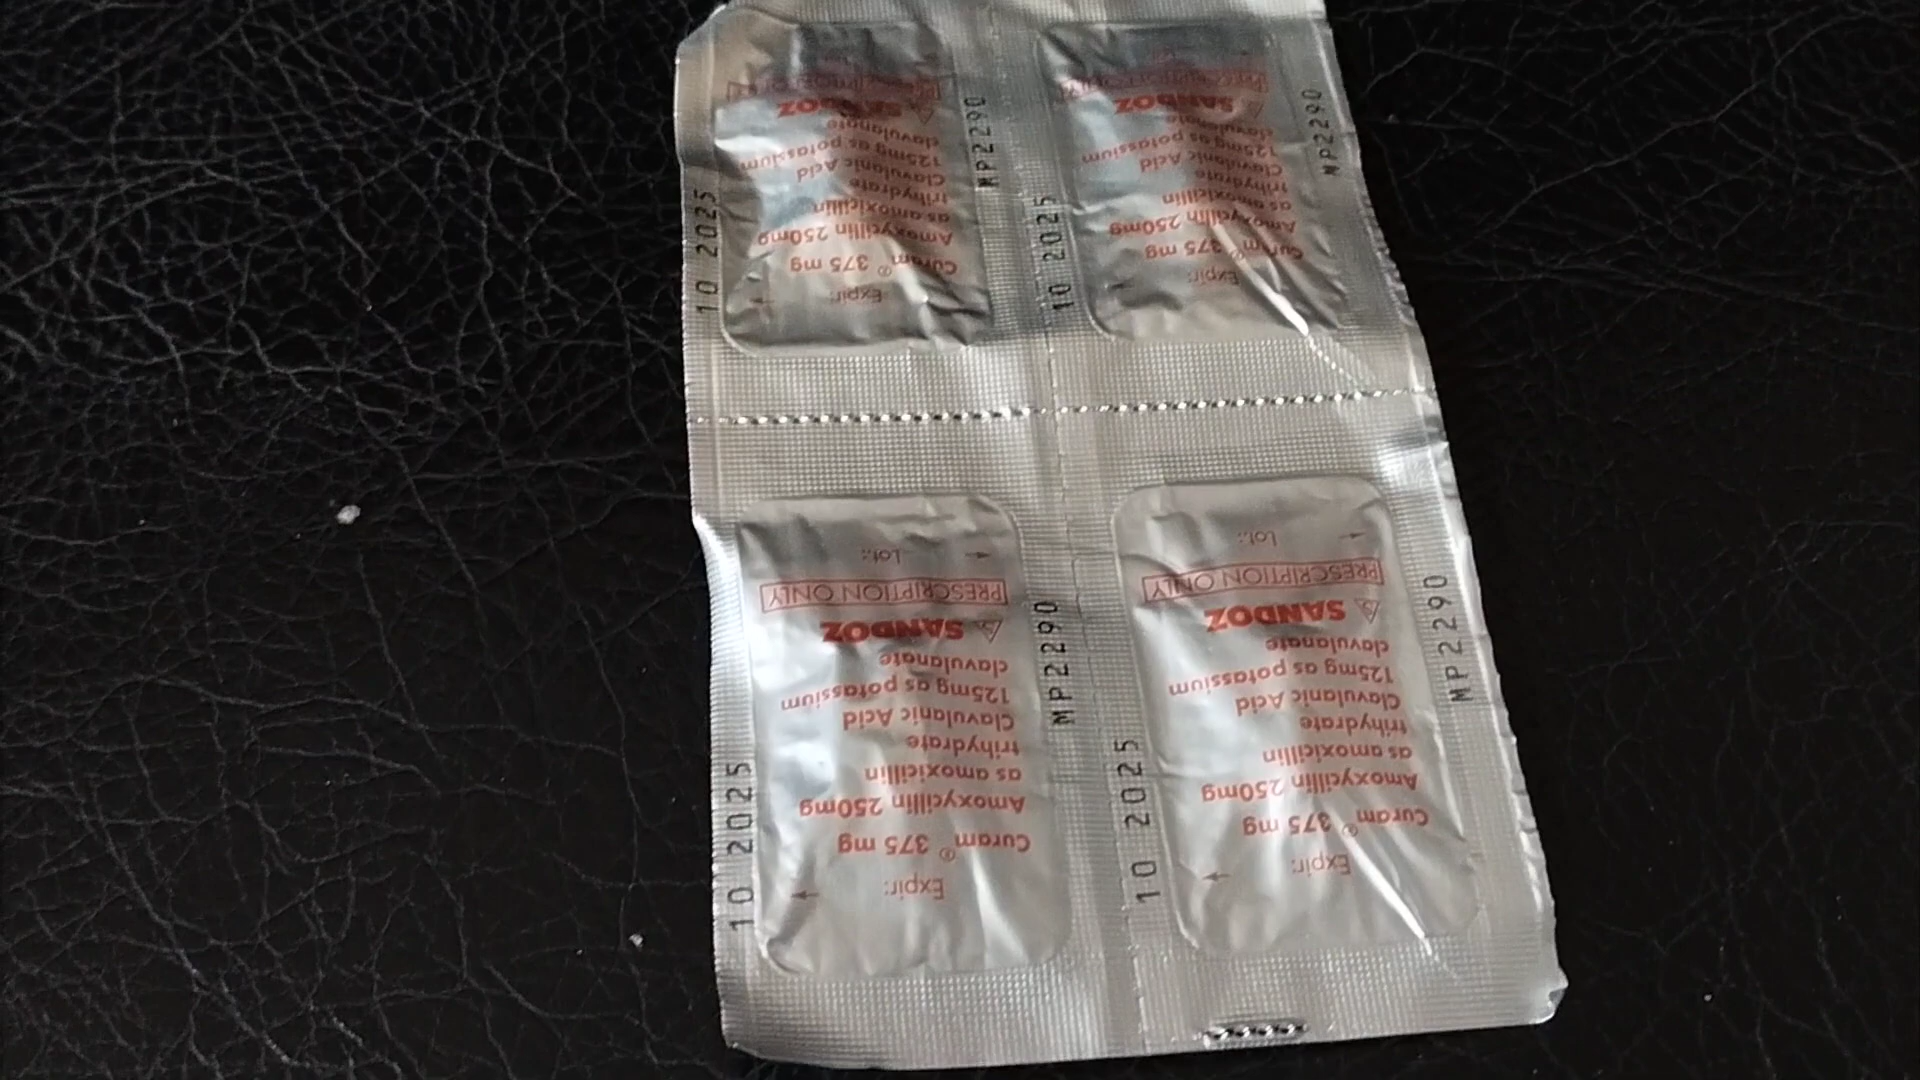 Expir:
Curam® 375 mg
Amoxycillin 250mg
as amoxicillin
trihydrate
Clavulanic Acid
125mg as potassium
clavulanate
SANDOZ
PRESCRIPTION ONLY
Lot.:
MP2290
10 2025
Expir:
Curam® 375 mg
Amoxycillin 250mg
as amoxicillin
trihydrate
Clavulanic Acid
125mg as potassium
clavulanate
SANDOZ
PRESCRIPTION ONLY
Lot.:
MP2290
10 2025
Expir:
Curam® 375 mg
Amoxycillin 250mg
as amoxicillin
trihydrate
Clavulanic Acid
125mg as potassium
clavulanate
SANDOZ
PRESCRIPTION ONLY
MP2290
10 2025
Expir:
Curam® 375 mg
Amoxycillin 250mg
as amoxicillin
trihydrate
Clavulanic Acid
125mg as potassium
clavulanate
SANDOZ
PRESCRIPTION ONLY
MP2290
10 2025